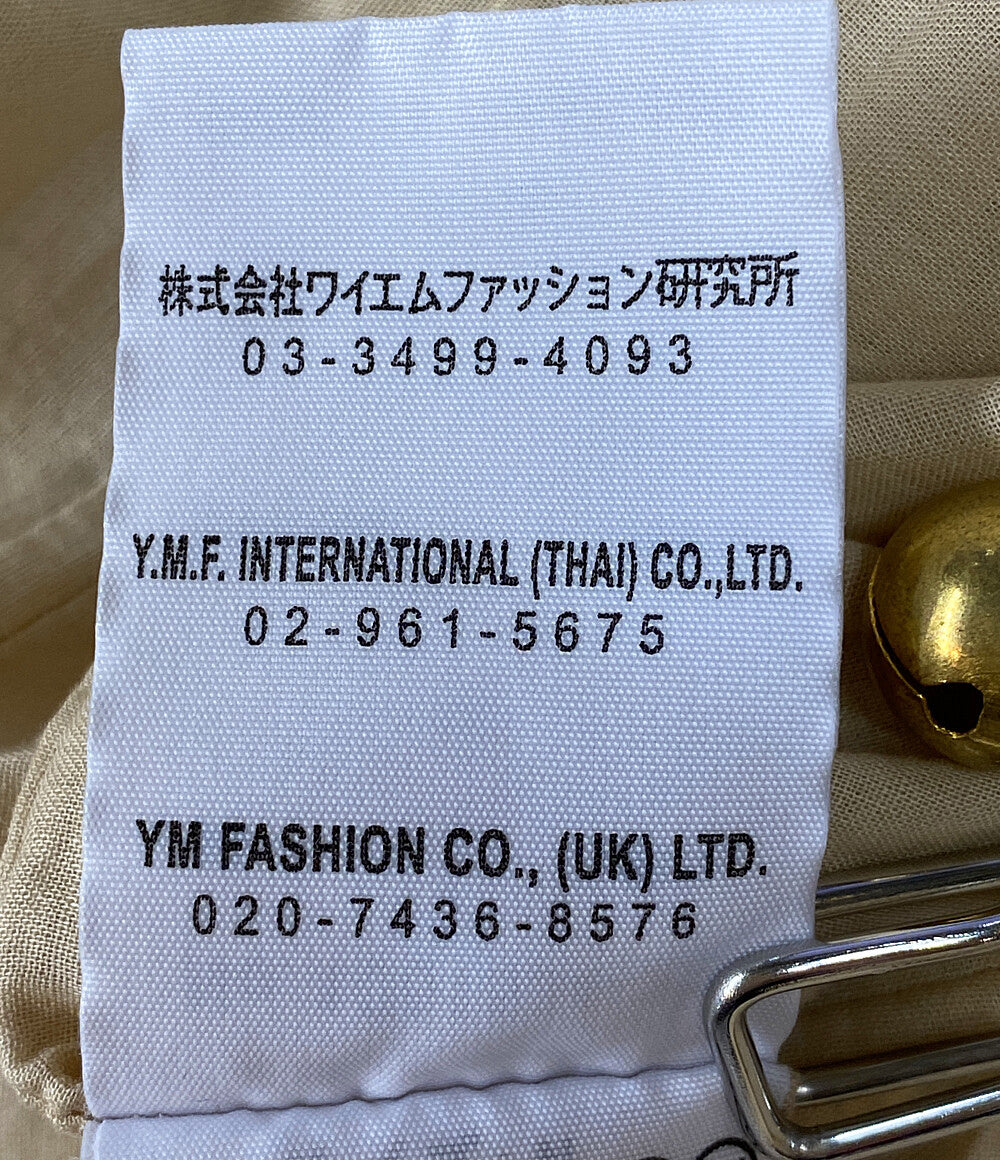 株式会社ワイエムファッション研究所
03-3499-4093
Y.M.F. INTERNATIONAL (THAI) CO.,LTD.
02-961-5675
YM FASHION CO., (UK) LTD.
020-7436-8576